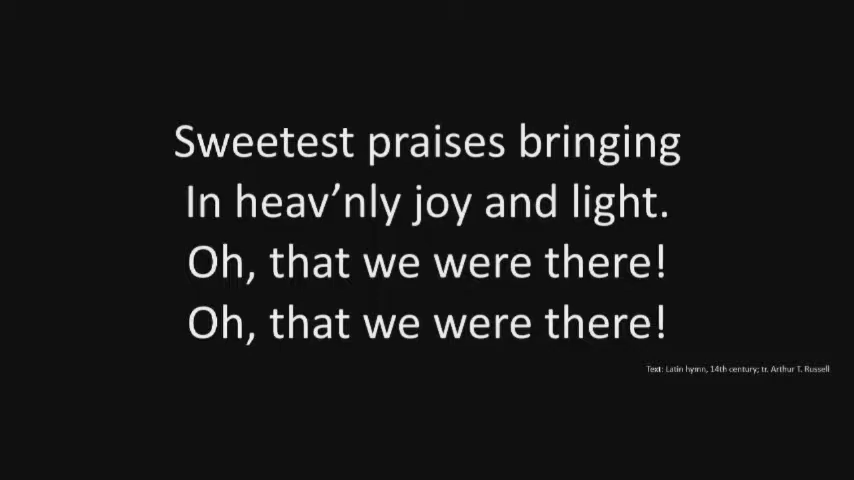 Sweetest praises bringing
In heav’nly joy and light.
Oh, that we were there!
Oh, that we were there!
Text: Latin hymn, 14th century; tr. Arthur T. Russell